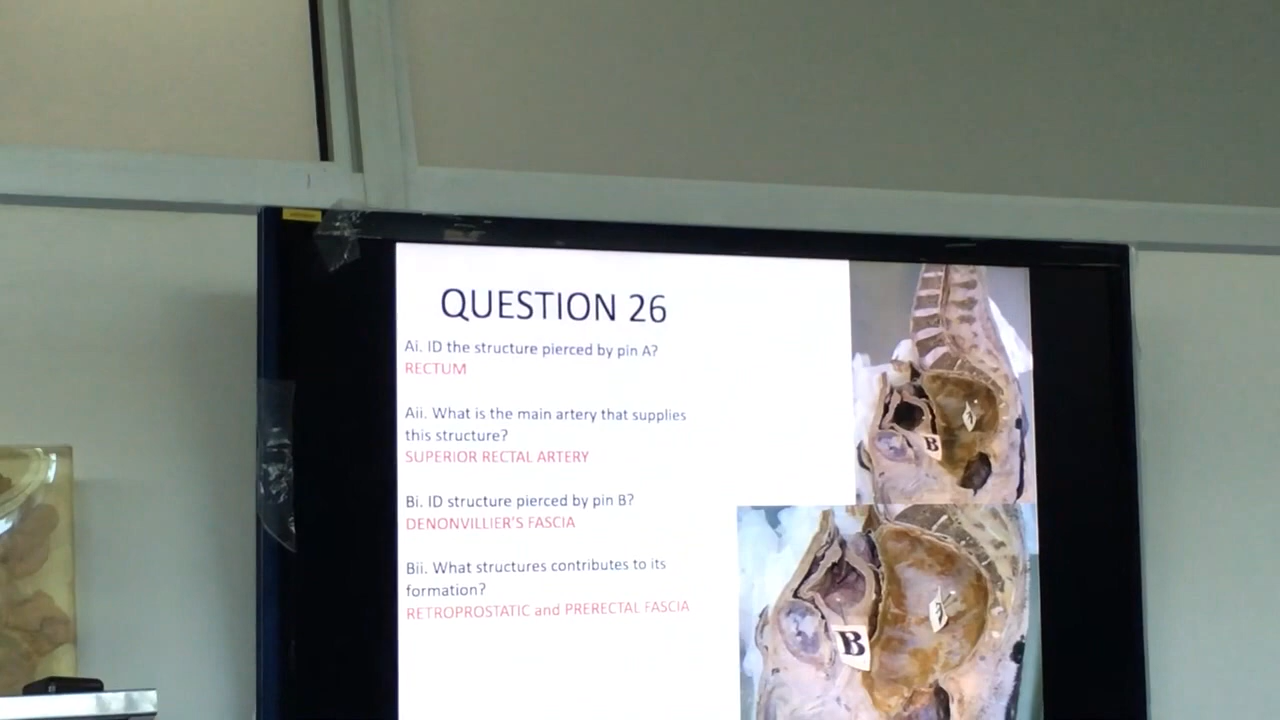 QUESTION 26
Ai. ID the structure pierced by pin A?
RECTUM
Aii. What is the main artery that supplies
this structure?
SUPERIOR RECTAL ARTERY
Bi. ID structure pierced by pin B?
DENONVILLIER'S FASCIA
Bii. What structures contributes to its
formation?
RETROPROSTATIC and PRERECTAL FASCIA
B
B